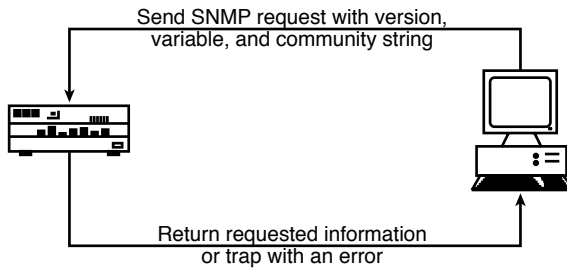 Send SNMP request with version,
variable, and community string
Return requested information
or trap with an error